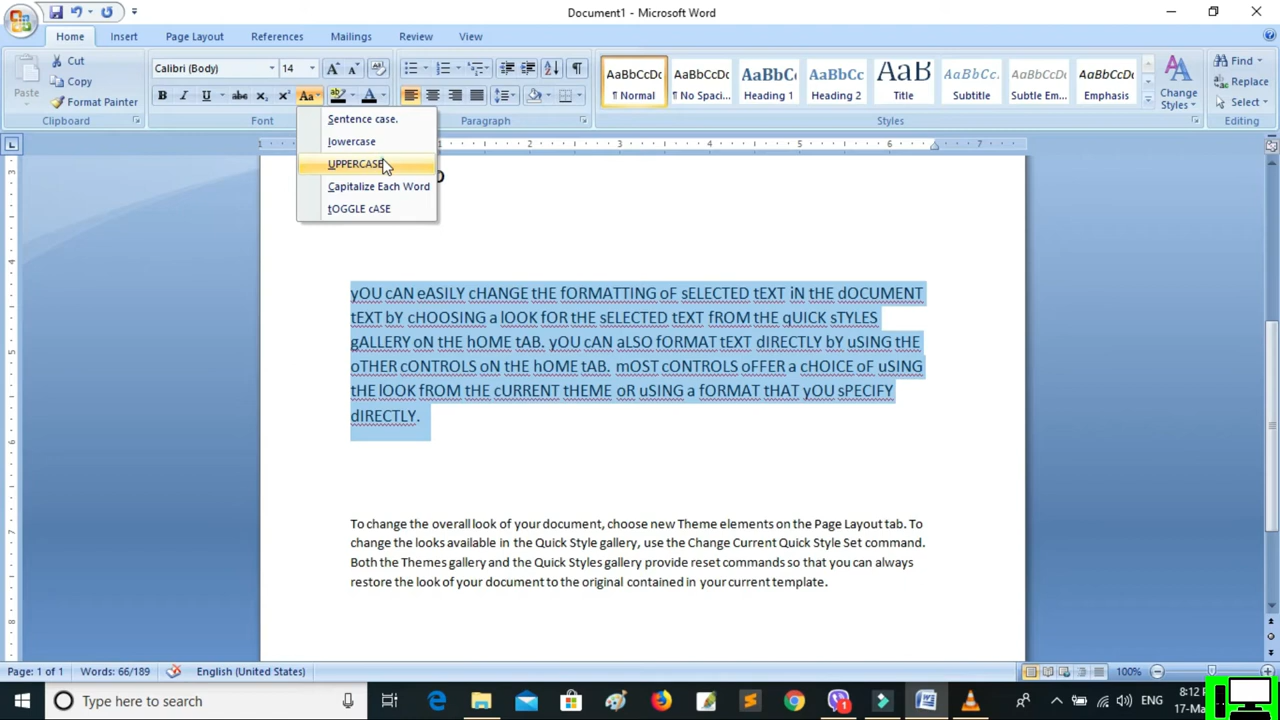 Document1 - Microsoft Word
Home Insert Page Layout References Mailings Review View
Paste Cut Copy Format Painter Clipboard
Calibri (Body) 14 Aa Font
Paragraph
AaBbCcDc AaBbCcDc AaBbC( AaBbCc AaB AaBbCc. AaBbCcDc AaBbCcDc
¶ Normal ¶ No Spaci... Heading 1 Heading 2 Title Subtitle Subtle Em... Emphasis Change Styles Styles
Find Replace Select Editing
Sentence case.
lowercase
UPPERCASE
Capitalize Each Word
tOGGLE cASE
yOU cAN eASILY cHANGE tHE fORMATTING oF sELECTED tEXT iN tHE dOCUMENT
tEXT bY cHOOSING a lOOK FOR tHE sELECTED tEXT fROM tHE qUICK sTYLES
gALLERY oN tHE hOME tAB. yOU cAN aLSO fORMAT tEXT dIRECTLY bY uSING tHE
oTHER cONTROLS oN tHE hOME tAB. mOST cONTROLS oFFER a cHOICE oF uSING
tHE lOOK fROM tHE cURRENT tHEME oR uSING a fORMAT tHAT yOU sPECIFY
dIRECTLY.
To change the overall look of your document, choose new Theme elements on the Page Layout tab. To
change the looks available in the Quick Style gallery, use the Change Current Quick Style Set command.
Both the Themes gallery and the Quick Styles gallery provide reset commands so that you can always
restore the look of your document to the original contained in your current template.
Page: 1 of 1 Words: 66/189 English (United States) 100%
Type here to search ENG 8:12 P
17-Ma